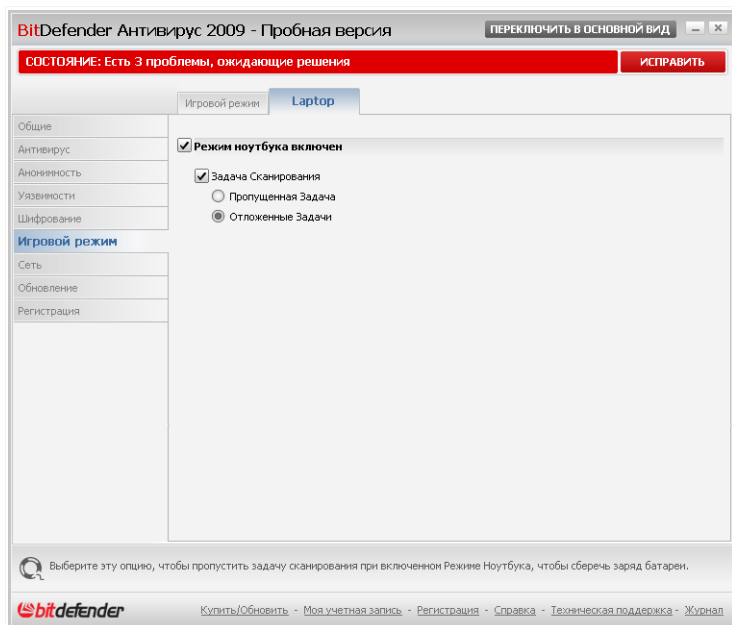 BitDefender Антивирус 2009 - Пробная версия
ПЕРЕКЛЮЧИТЬ В ОСНОВНОЙ ВИД
СОСТОЯНИЕ: Есть 3 проблемы, ожидающие решения
ИСПРАВИТЬ
Игровой режим
Laptop
Общие
Антивирус
Анонинность
Уязвимости
Шифрование
Игровой режим
Сеть
Обновление
Регистрация
Режим ноутбука включен
Задача Сканирования
Пропущенная Задача
Отложенные Задачи
Выберите эту опцию, чтобы пропустить задачу сканирования при включенном Режиме Ноутбука, чтобы сберечь заряд батареи.
bitdefender
Купить/Обновить - Моя учетная запись - Регистрация - Справка - Техническая поддержка - Журнал